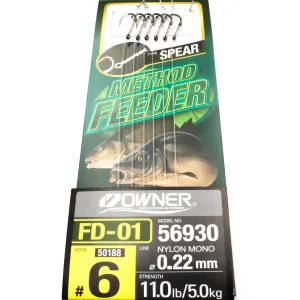 SPEAR
METHOD
FEEDER
OWNER
FD-01
MODEL NO.
56930
HOOK
50188
LINE
NYLON MONO
#6
ø 0.22 mm
STRENGTH
11.0lb/5.0kg